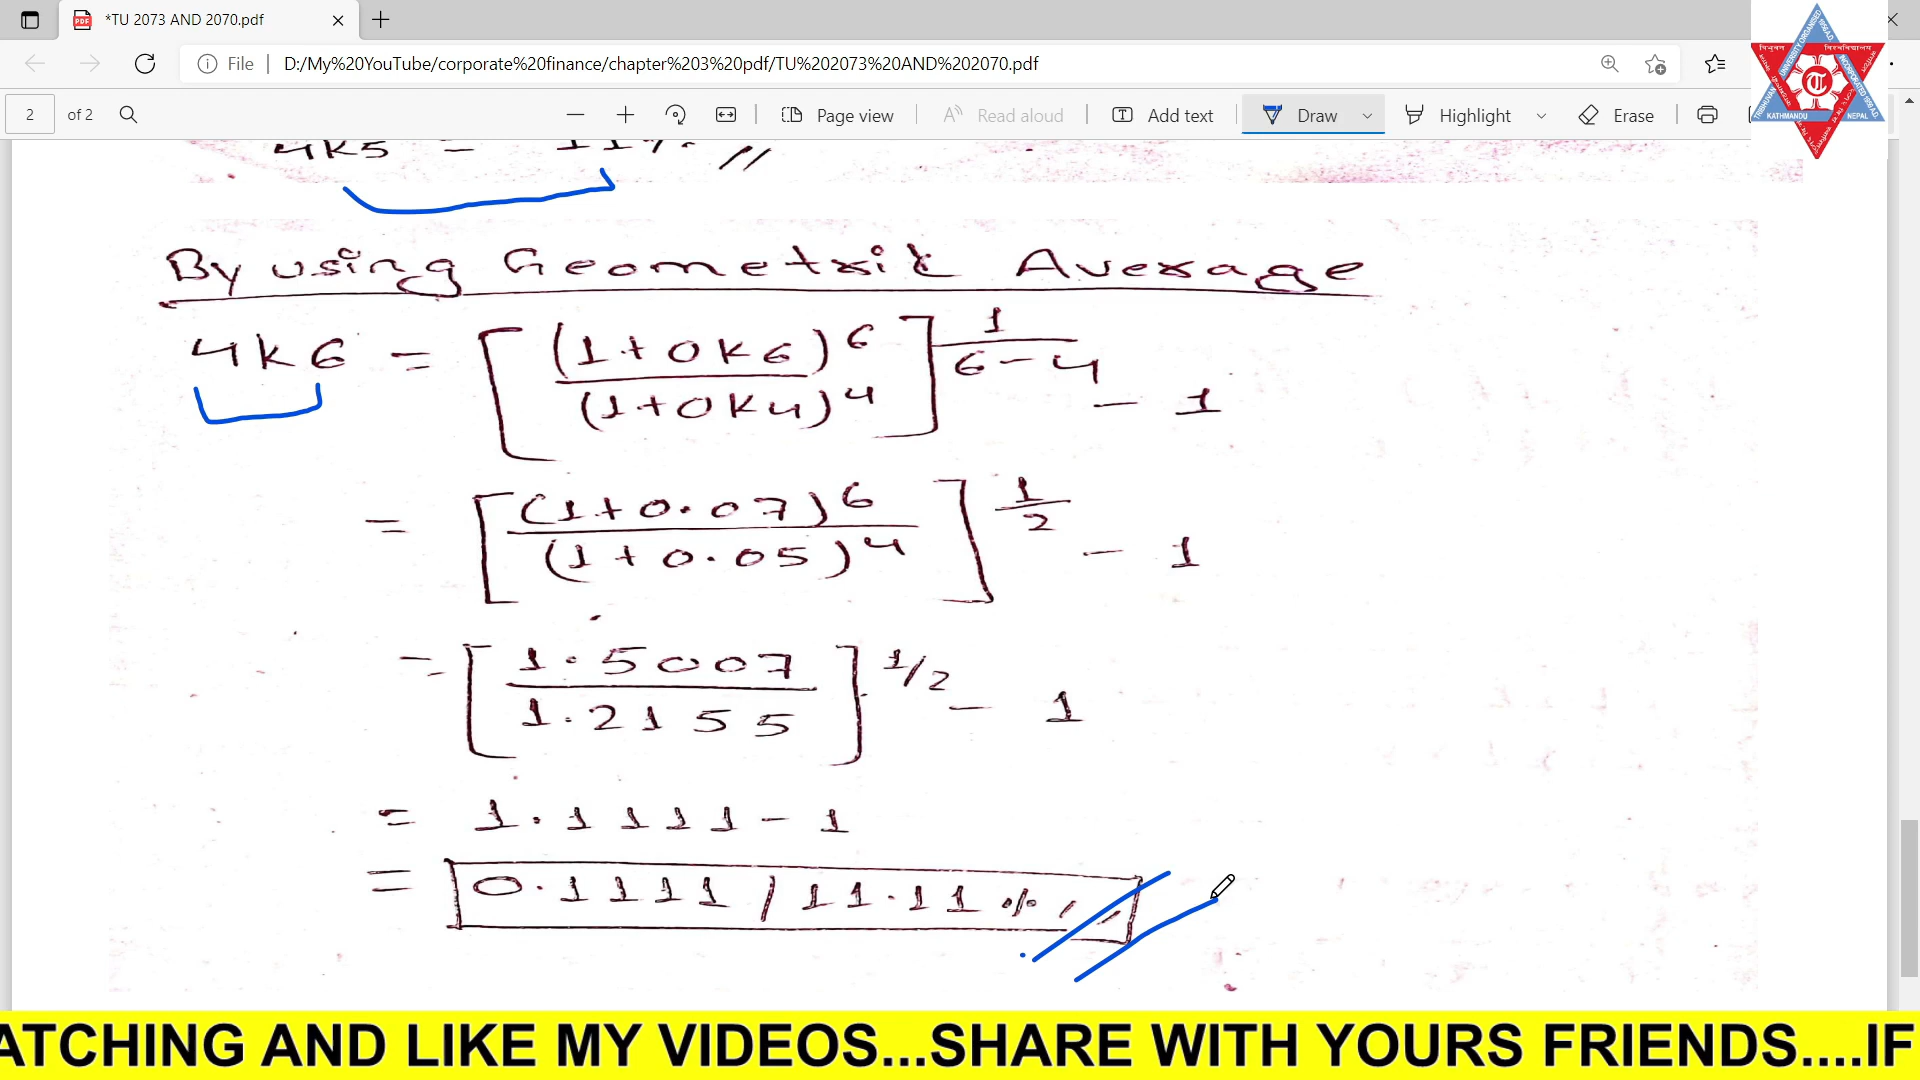 *TU 2073 AND 2070.pdf
File | D:/My%20YouTube/corporate%20finance/chapter%203%20pdf/TU%202073%20AND%202070.pdf
2 of 2 Page view Read aloud Add text Draw Highlight Erase
4K5 = 11%
By using Geometric Average
4K6 = [(1+0K6)^6 / (1+0K4)^4]^1/(6-4) - 1
= [(1+0.07)^6 / (1+0.05)^4]^1/2 - 1
= [1.5007 / 1.2155]^1/2 - 1
= 1.1111 - 1
= 0.1111 / 11.11%
KATHMANDU NEPAL
ATCHING AND LIKE MY VIDEOS...SHARE WITH YOURS FRIENDS....IF